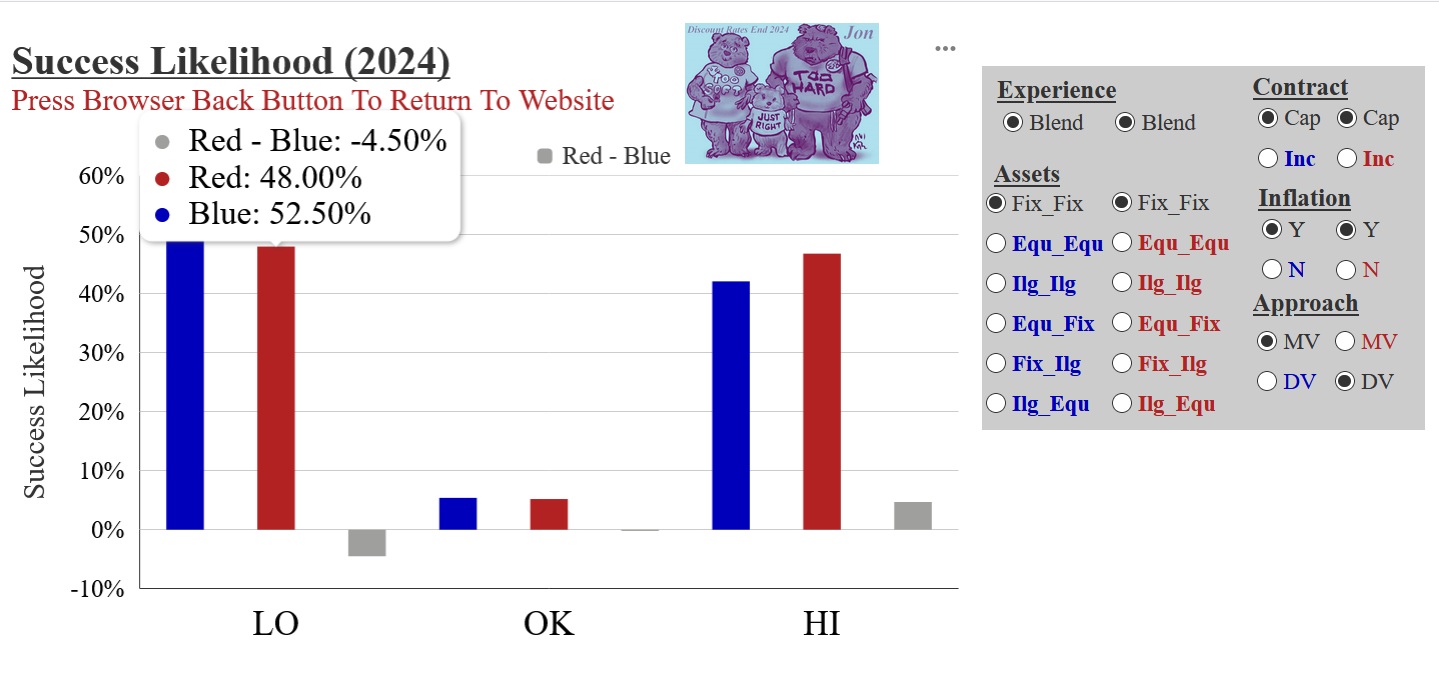 Success Likelihood (2024)
Press Browser Back Button To Return To Website
Discount Rates End 2024
Jon
TOO SOFT
JUST RIGHT
TOO HARD
Red - Blue: -4.50%
Red: 48.00%
Blue: 52.50%
Red - Blue
Success Likelihood
60%
50%
40%
30%
20%
10%
0%
-10%
LO OK HI
Experience
Blend Blend
Assets
Fix_Fix Fix_Fix
Equ_Equ Equ_Equ
Ilg_Ilg Ilg_Ilg
Equ_Fix Equ_Fix
Fix_Ilg Fix_Ilg
Ilg_Equ Ilg_Equ
Contract
Cap Cap
Inc Inc
Inflation
Y Y
N N
Approach
MV MV
DV DV